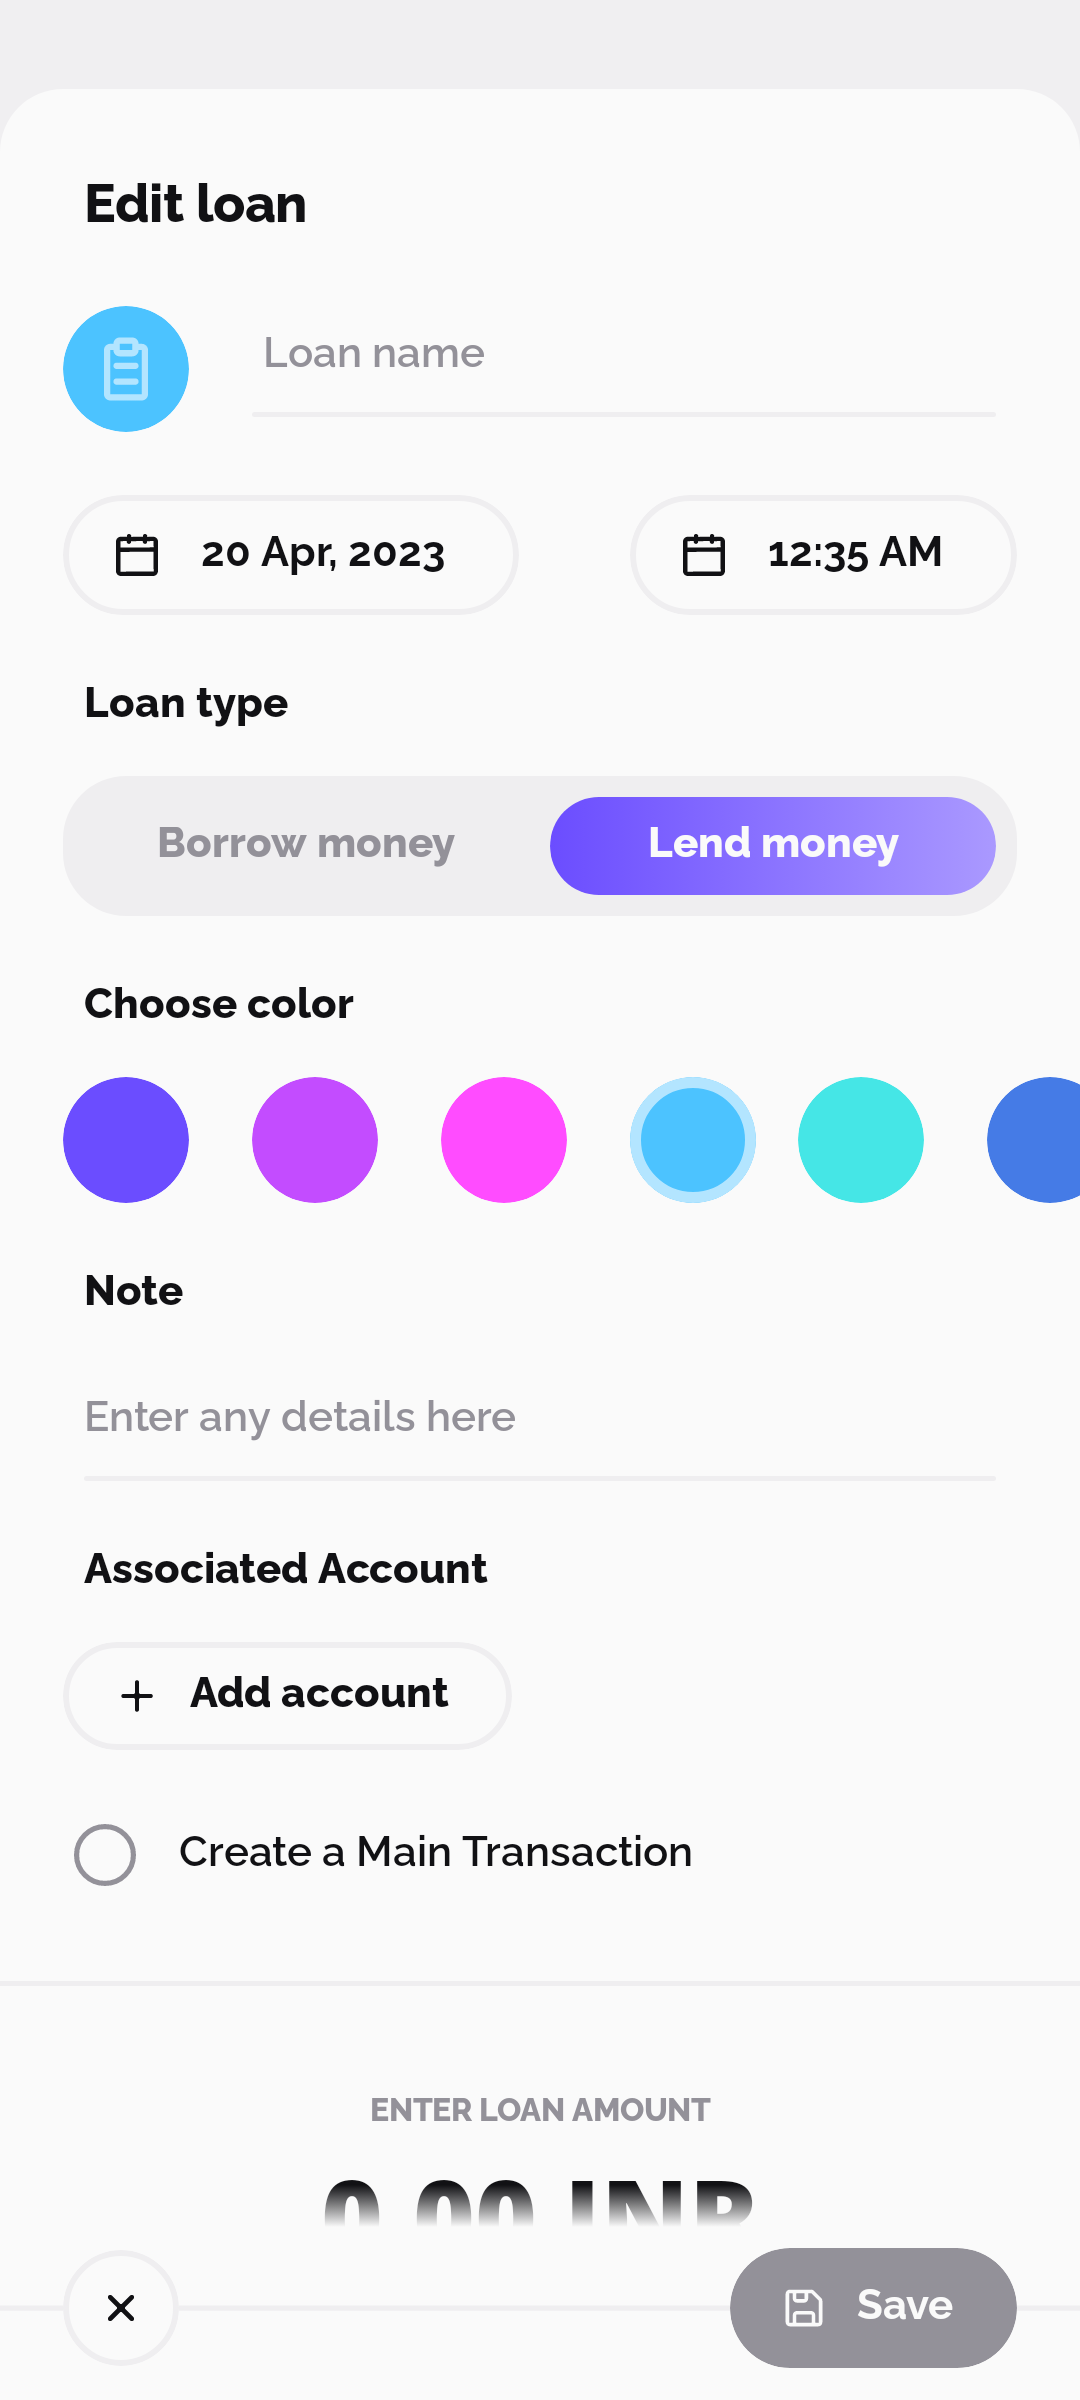 Edit loan
Loan name
20 Apr, 2023
12:35 AM
Loan type
Borrow money
Lend money
Choose color
Note
Enter any details here
Associated Account
Add account
Create a Main Transaction
ENTER LOAN AMOUNT
0.00 INR
Save